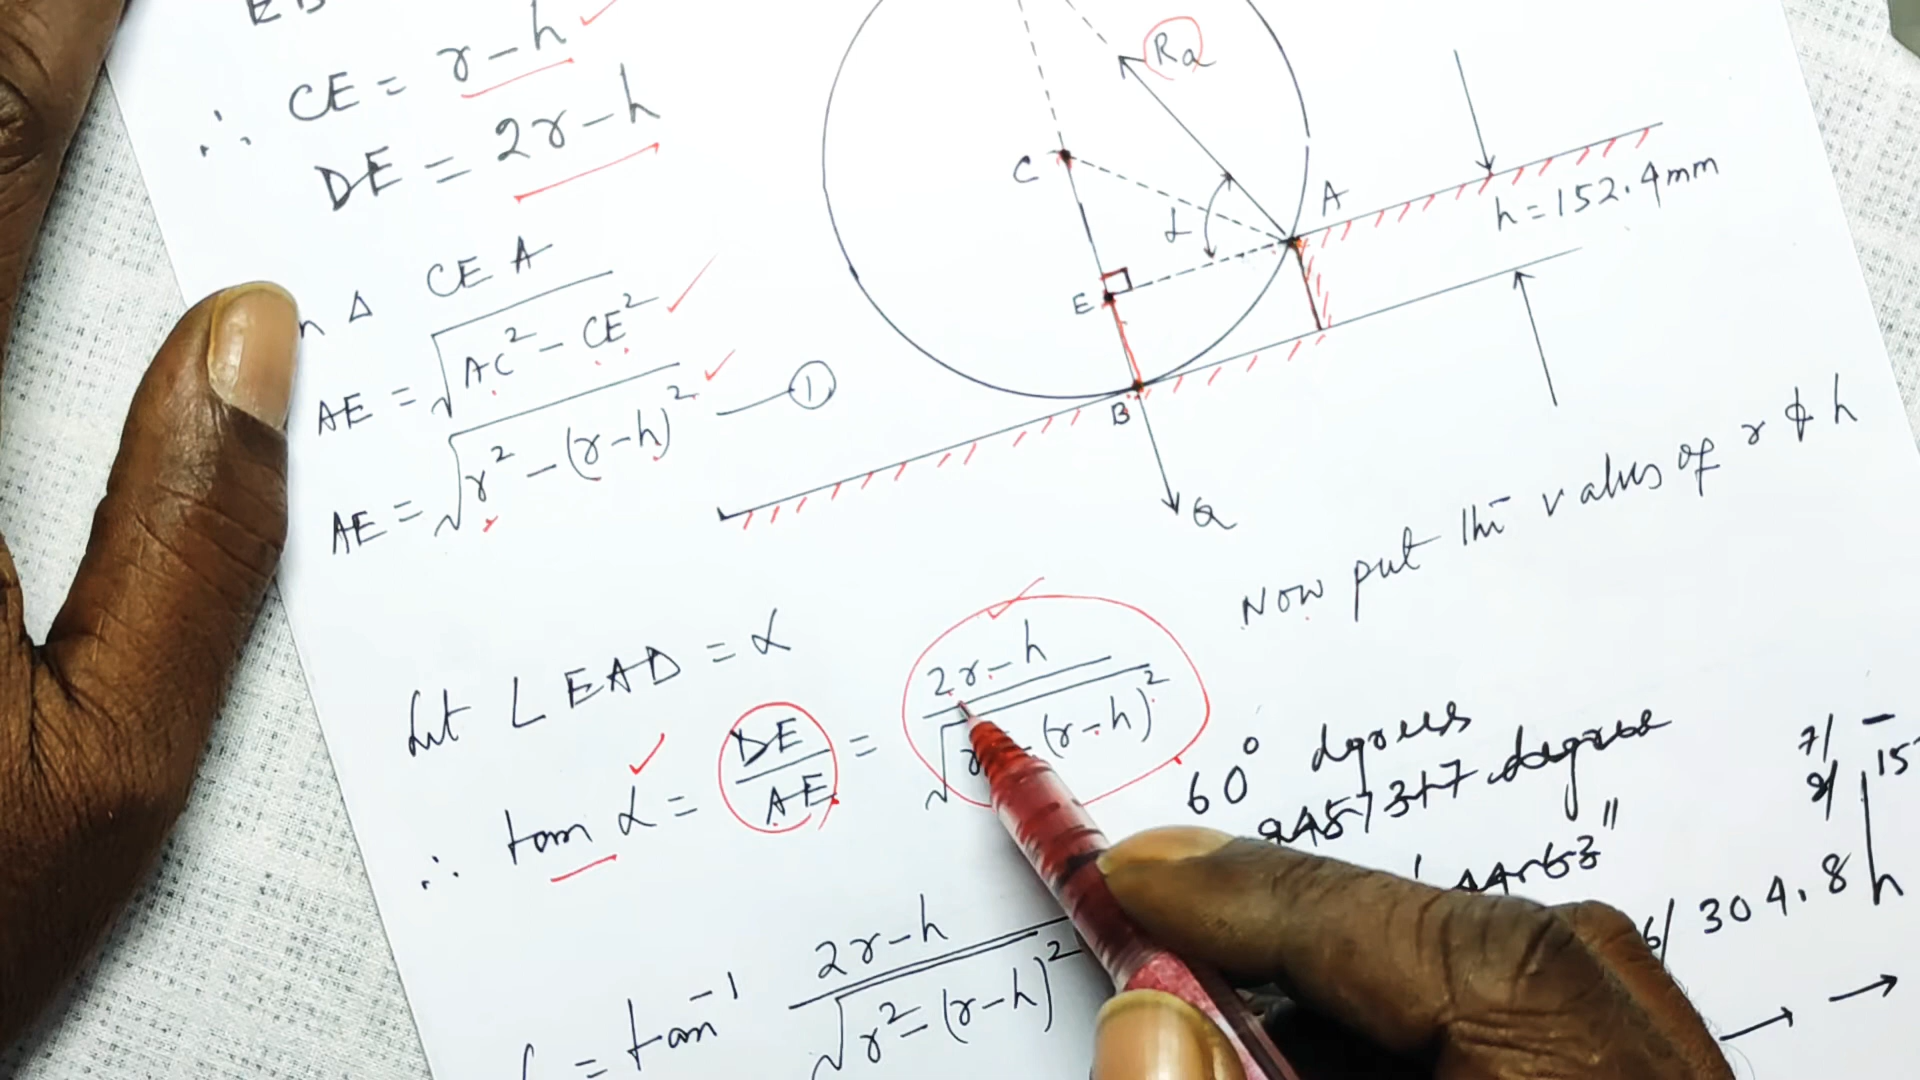 ∴ CE = r-h
DE = 2r-h
Δ CEA
AE = √AC² - CE²
AE = √r² - (r-h)² ①
Let ∠EAD = α
∴ tan α = DE/AE = 2r-h/√r² - (r-h)²
= tan⁻¹ 2r-h/√r² - (r-h)²
Ra
C
α
A
E
B
Q
h = 152.4mm
Now put the values of r & h
60° degrees
304.8